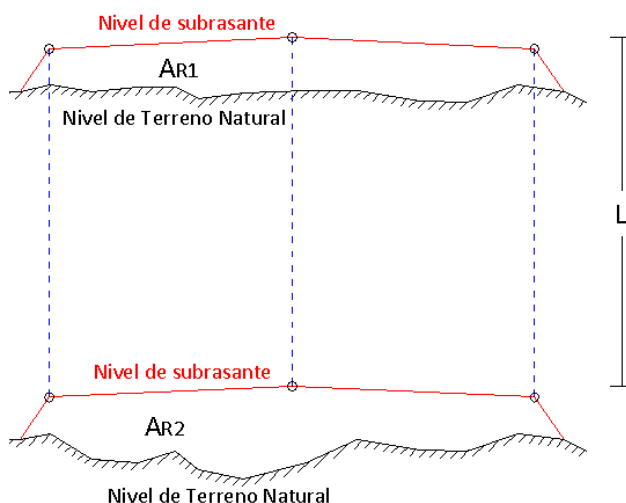 Nivel de subrasante
AR1
Nivel de Terreno Natural
L
Nivel de subrasante
AR2
Nivel de Terreno Natural